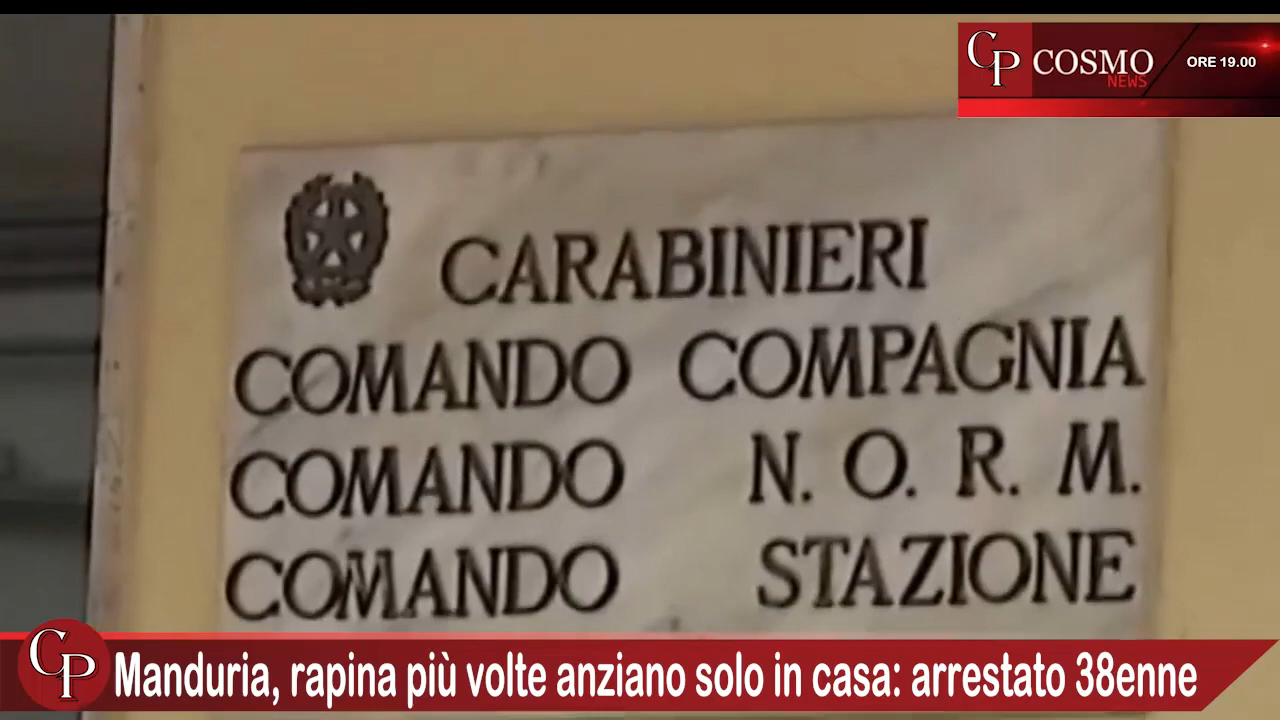 CP COSMO NEWS ORE 19.00
CARABINIERI
COMANDO COMPAGNIA
COMANDO N. O. R. M.
COMANDO STAZIONE
CP Manduria, rapina più volte anziano solo in casa: arrestato 38enne